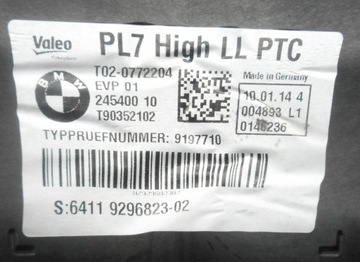 Valeo PL7 High LL PTC
BMW
T02-0772204
EVP 01
245400 10
T90352102
Made in Germany
10.01.14 4
004893 L1
0146236
TYPPRUEFNUMMER: 9197710
S:6411 9296823-02